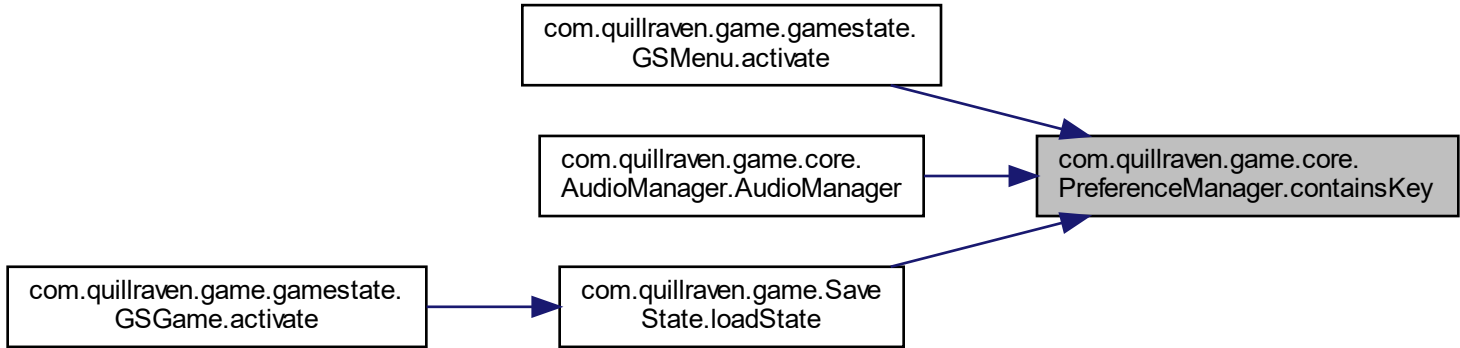 com.quillraven.game.gamestate.
GSMenu.activate
com.quillraven.game.core.
AudioManager.AudioManager
com.quillraven.game.core.
PreferenceManager.containsKey
com.quillraven.game.gamestate.
GSGame.activate
com.quillraven.game.Save
State.loadState